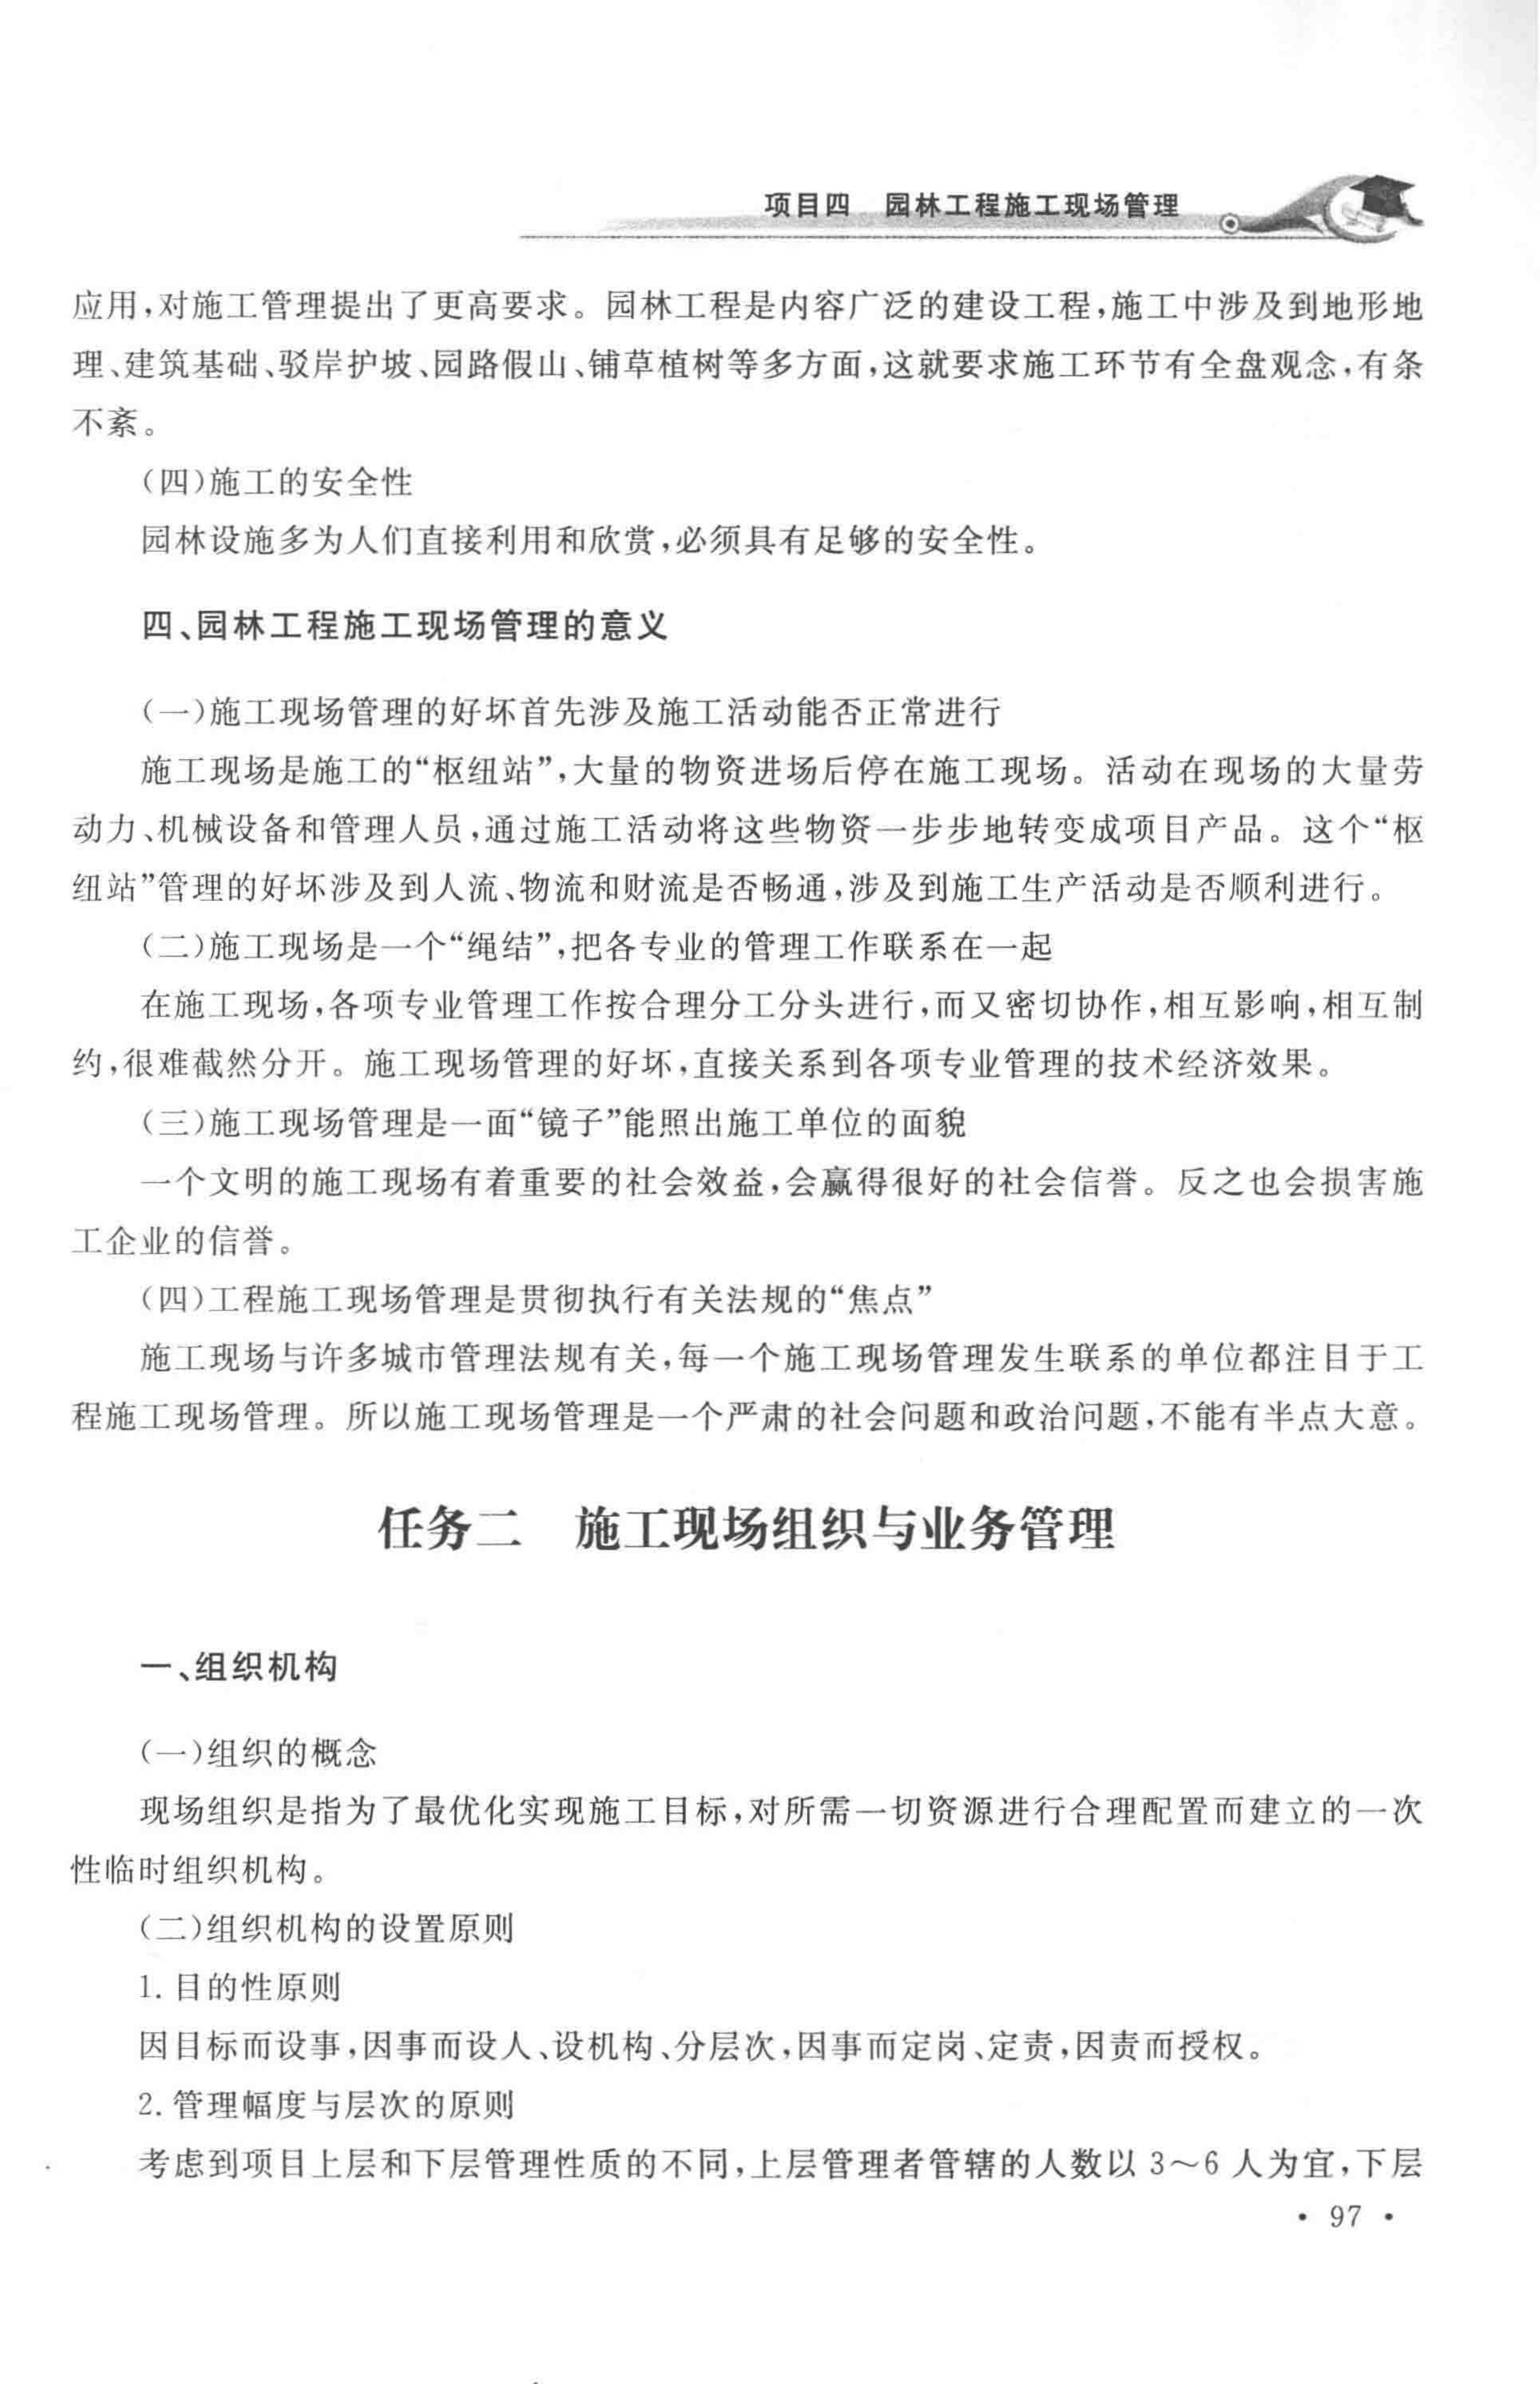 项目四　园林工程施工现场管理
应用,对施工管理提出了更高要求。园林工程是内容广泛的建设工程,施工中涉及到地形地
理、建筑基础、驳岸护坡、园路假山、铺草植树等多方面,这就要求施工环节有全盘观念,有条
不紊。
(四)施工的安全性
园林设施多为人们直接利用和欣赏,必须具有足够的安全性。
四、园林工程施工现场管理的意义
(一)施工现场管理的好坏首先涉及施工活动能否正常进行
施工现场是施工的“枢纽站”,大量的物资进场后停在施工现场。活动在现场的大量劳
动力、机械设备和管理人员,通过施工活动将这些物资一步步地转变成项目产品。这个“枢
纽站”管理的好坏涉及到人流、物流和财流是否畅通,涉及到施工生产活动是否顺利进行。
(二)施工现场是一个“绳结”,把各专业的管理工作联系在一起
在施工现场,各项专业管理工作按合理分工分头进行,而又密切协作,相互影响,相互制
约,很难截然分开。施工现场管理的好坏,直接关系到各项专业管理的技术经济效果。
(三)施工现场管理是一面“镜子”能照出施工单位的面貌
一个文明的施工现场有着重要的社会效益,会赢得很好的社会信誉。反之也会损害施
工企业的信誉。
(四)工程施工现场管理是贯彻执行有关法规的“焦点”
施工现场与许多城市管理法规有关,每一个施工现场管理发生联系的单位都注目于工
程施工现场管理。所以施工现场管理是一个严肃的社会问题和政治问题,不能有半点大意。
任务二　施工现场组织与业务管理
一、组织机构
(一)组织的概念
现场组织是指为了最优化实现施工目标,对所需一切资源进行合理配置而建立的一次
性临时组织机构。
(二)组织机构的设置原则
1. 目的性原则
因目标而设事,因事而设人、设机构、分层次,因事而定岗、定责,因责而授权。
2. 管理幅度与层次的原则
考虑到项目上层和下层管理性质的不同,上层管理者管辖的人数以 3～6 人为宜,下层
• 97 •